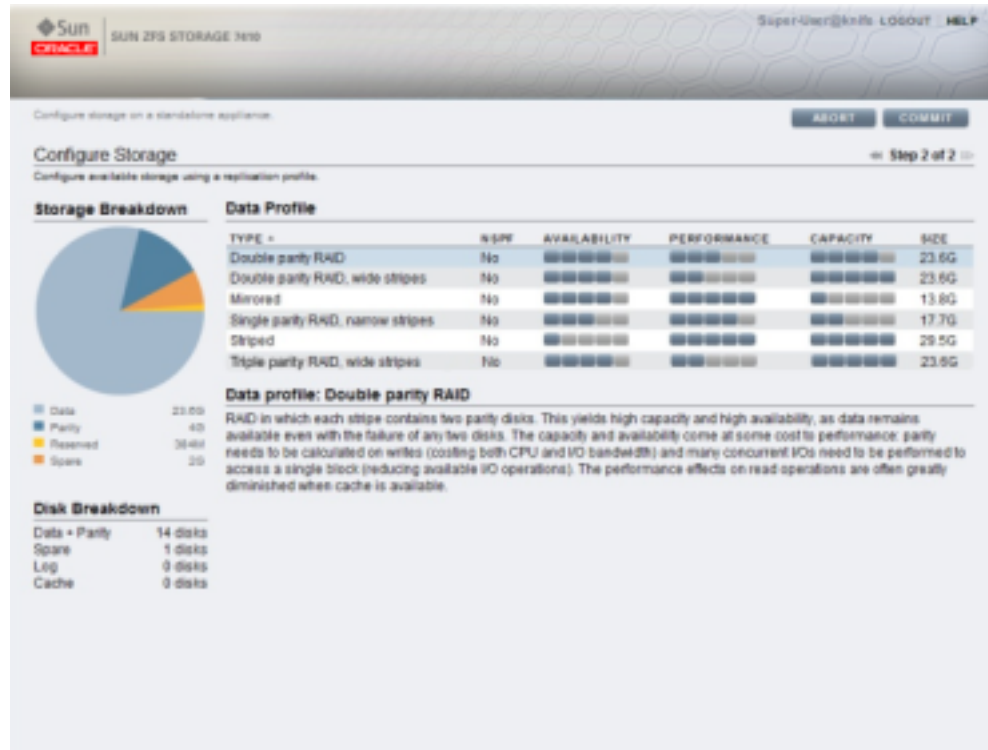 Sun
ORACLE
SUN ZFS STORAGE 7410
Super-User@knife LOGOUT HELP
Configure storage on a standalone appliance.
ABORT
COMMIT
Configure Storage
Step 2 of 2
Configure available storage using a replication profile.
Storage Breakdown
Data 23.6G
Parity 4G
Reserved 384M
Spare 2G
Disk Breakdown
Data + Parity 14 disks
Spare 1 disks
Log 0 disks
Cache 0 disks
Data Profile
TYPE NSPF AVAILABILITY PERFORMANCE CAPACITY SIZE
Double parity RAID No 23.6G
Double parity RAID, wide stripes No 23.6G
Mirrored No 13.8G
Single parity RAID, narrow stripes No 17.7G
Striped No 29.5G
Triple parity RAID, wide stripes No 23.6G
Data profile: Double parity RAID
RAID in which each stripe contains two parity disks. This yields high capacity and high availability, as data remains
available even with the failure of any two disks. The capacity and availability come at some cost to performance: parity
needs to be calculated on writes (costing both CPU and I/O bandwidth) and many concurrent I/Os need to be performed to
access a single block (reducing available I/O operations). The performance effects on read operations are often greatly
diminished when cache is available.